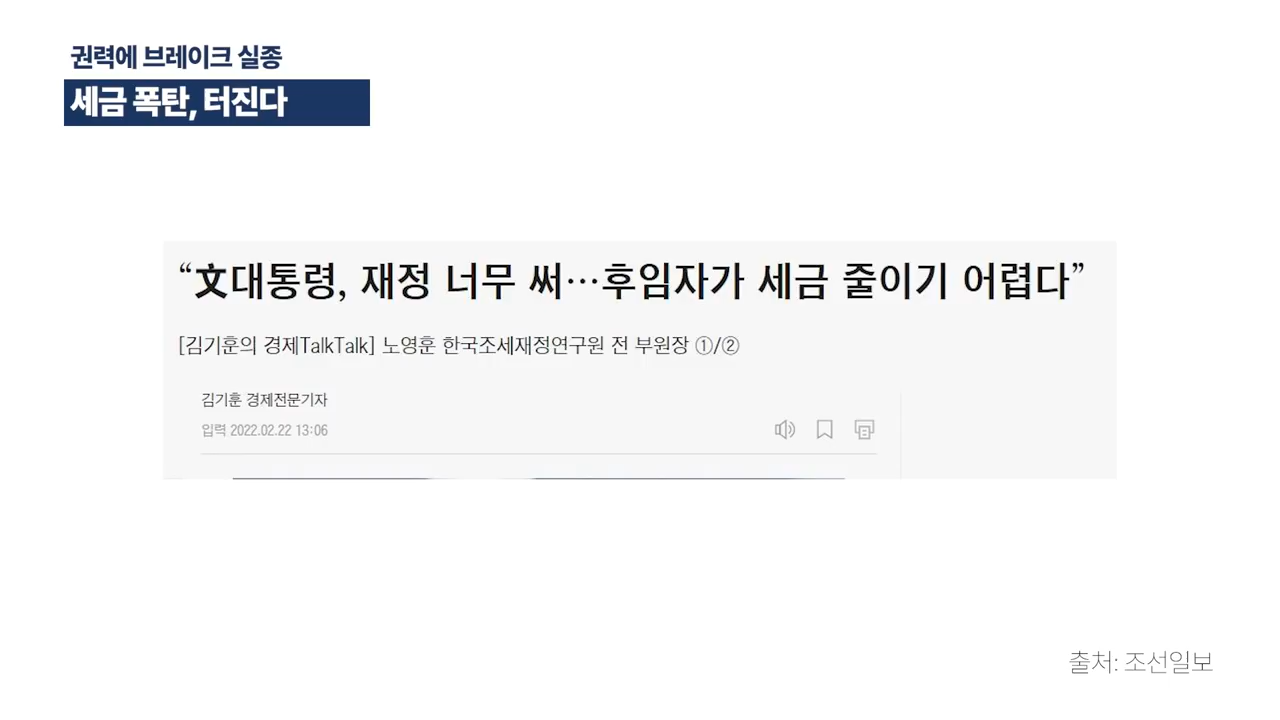 권력에 브레이크 실종
세금 폭탄, 터진다
“文대통령, 재정 너무 써…후임자가 세금 줄이기 어렵다”
[김기훈의 경제TalkTalk] 노영훈 한국조세재정연구원 전 부원장 ①/②
김기훈 경제전문기자
입력 2022.02.22 13:06
출처: 조선일보